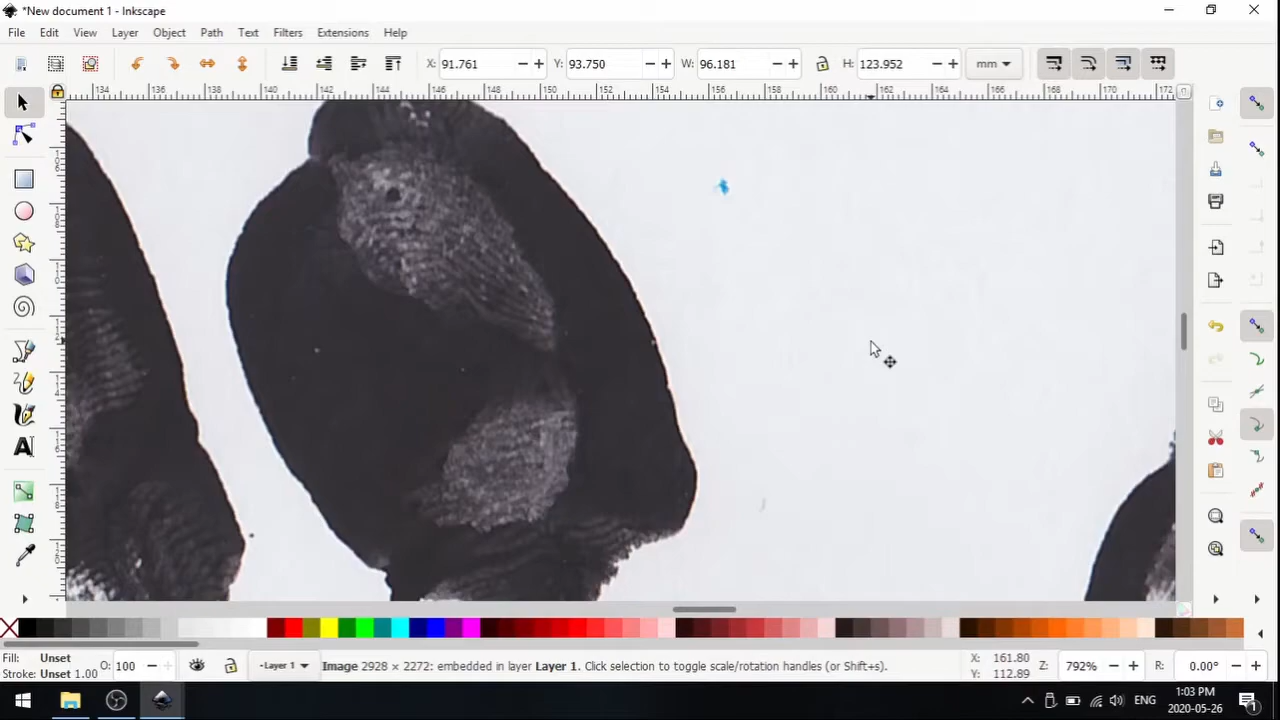 *New document 1 - Inkscape
File Edit View Layer Object Path Text Filters Extensions Help
X: 91.761 Y: 93.750 W: 96.181 H: 123.952 mm
134 136 138 140 142 144 146 148 150 152 154 156 158 160 162 164 166 168 170 172
Fill: Unset O: 100 -Layer 1 Image 2928 × 2272: embedded in layer Layer 1. Click selection to toggle scale/rotation handles (or Shift+s). X: 161.80 Z: 792% R: 0.00°
Stroke: Unset 1.00 Y: 112.89
ENG 1:03 PM
2020-05-26